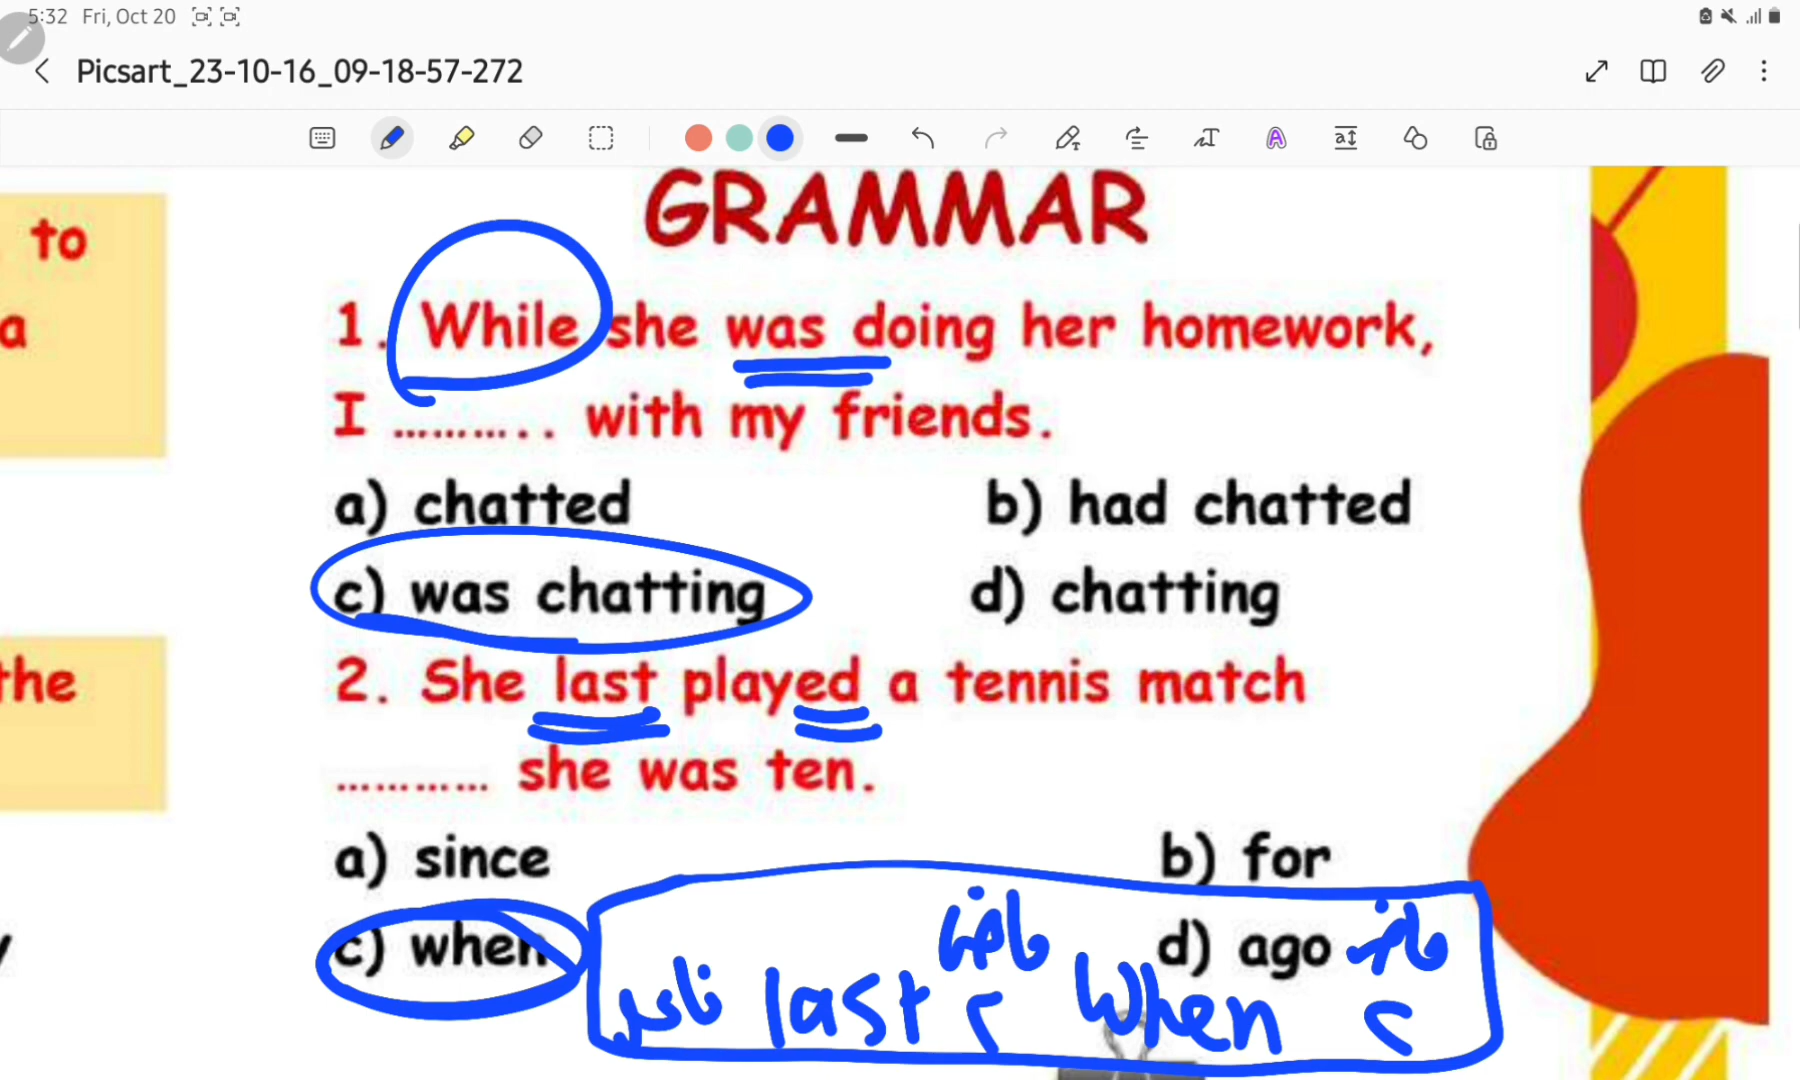 5:32 Fri, Oct 20
Picsart_23-10-16_09-18-57-272
GRAMMAR
to
a
1. While she was doing her homework,
I ........... with my friends.
a) chatted b) had chatted
c) was chatting d) chatting
the
2. She last played a tennis match
............ she was ten.
a) since b) for
c) when d) ago
y
last when